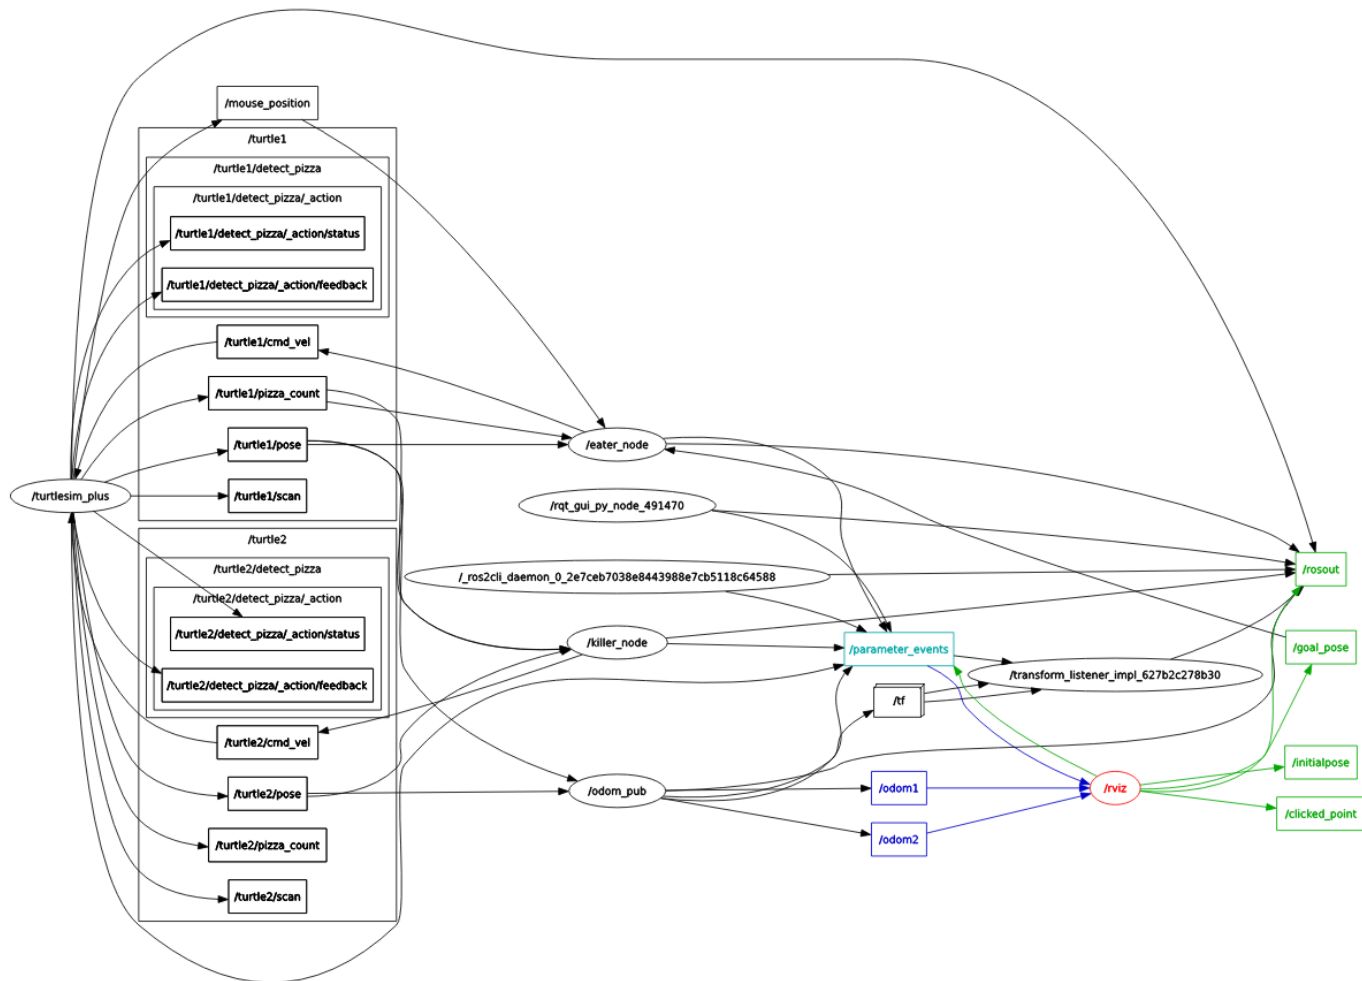 /mouse_position
/turtle1
/turtle1/detect_pizza
/turtle1/detect_pizza/_action
/turtle1/detect_pizza/_action/status
/turtle1/detect_pizza/_action/feedback
/turtle1/cmd_vel
/turtle1/pizza_count
/turtle1/pose
/turtle1/scan
/turtlesim_plus
/turtle2
/turtle2/detect_pizza
/turtle2/detect_pizza/_action
/turtle2/detect_pizza/_action/status
/turtle2/detect_pizza/_action/feedback
/turtle2/cmd_vel
/turtle2/pose
/turtle2/pizza_count
/turtle2/scan
/eater_node
/rqt_gui_py_node_491470
/_ros2cli_daemon_0_2e7ceb7038e8443988e7cb5118c64588
/killer_node
/odom_pub
/parameter_events
/tf
/odom1
/odom2
/transform_listener_impl_627b2c278b30
/rviz
/rosout
/goal_pose
/initialpose
/clicked_point